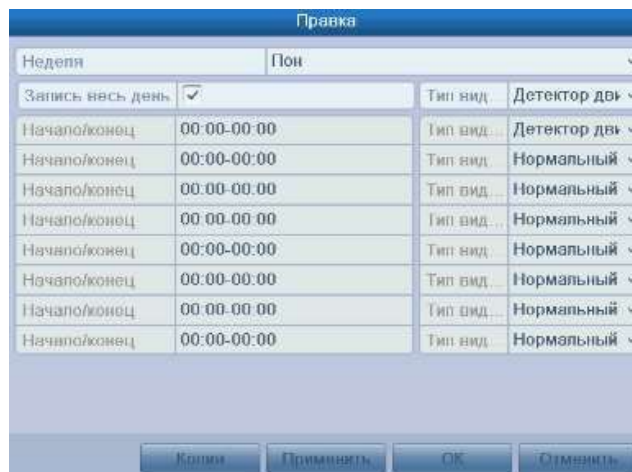 Правка
Неделя Пон
Запись весь день Тип вид... Детектор дви
Начало/конец 00:00-00:00 Тип вид... Детектор дви
Начало/конец 00:00-00:00 Тип вид... Нормальный
Начало/конец 00:00-00:00 Тип вид... Нормальный
Начало/конец 00:00-00:00 Тип вид... Нормальный
Начало/конец 00:00-00:00 Тип вид... Нормальный
Начало/конец 00:00-00:00 Тип вид... Нормальный
Начало/конец 00:00-00:00 Тип вид... Нормальный
Начало/конец 00:00-00:00 Тип вид... Нормальный
Копия Применить ОК Отменить